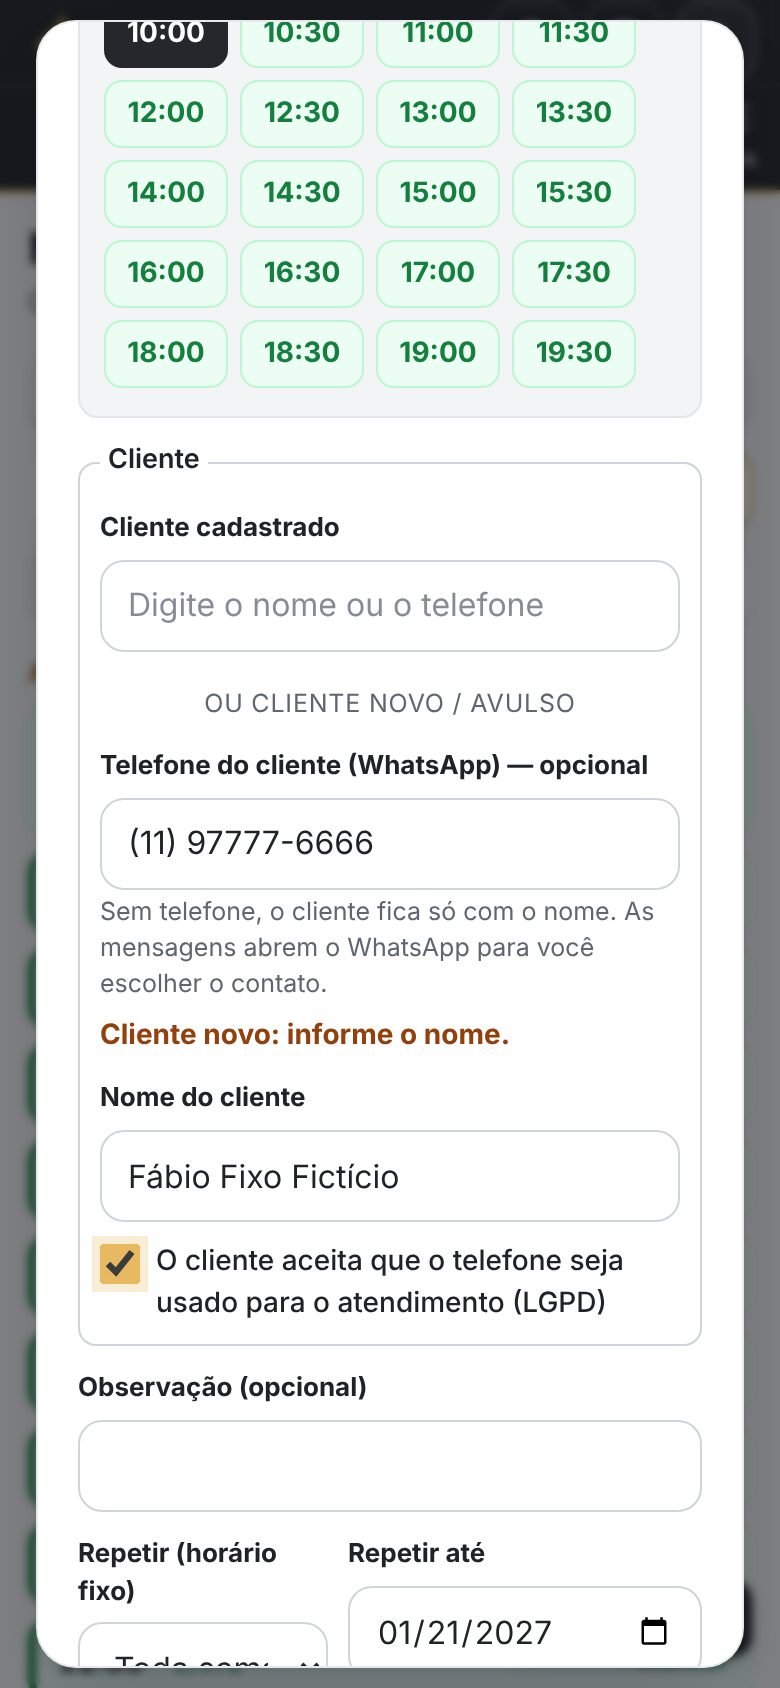 10:00 10:30 11:00 11:30
12:00 12:30 13:00 13:30
14:00 14:30 15:00 15:30
16:00 16:30 17:00 17:30
18:00 18:30 19:00 19:30
Cliente
Cliente cadastrado
Digite o nome ou o telefone
OU CLIENTE NOVO / AVULSO
Telefone do cliente (WhatsApp) — opcional
(11) 97777-6666
Sem telefone, o cliente fica só com o nome. As
mensagens abrem o WhatsApp para você
escolher o contato.
Cliente novo: informe o nome.
Nome do cliente
Fábio Fixo Fictício
O cliente aceita que o telefone seja
usado para o atendimento (LGPD)
Observação (opcional)
Repetir (horário
fixo)
Repetir até
01/21/2027
Toda